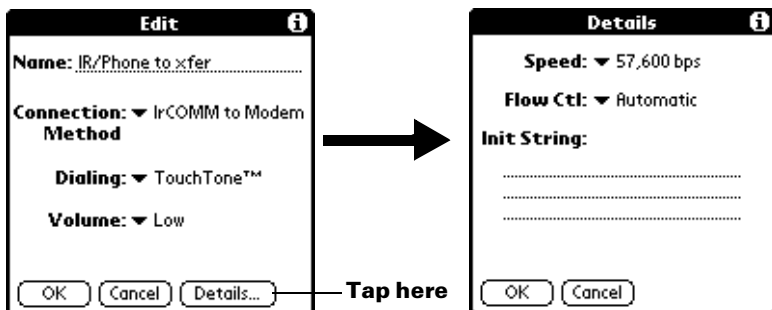 Edit
Name: IR/Phone to xfer
Connection: IrCOMM to Modem
Method
Dialing: TouchTone™
Volume: Low
OK Cancel Details...
Tap here
Details
Speed: 57,600 bps
Flow Ctl: Automatic
Init String:
OK Cancel